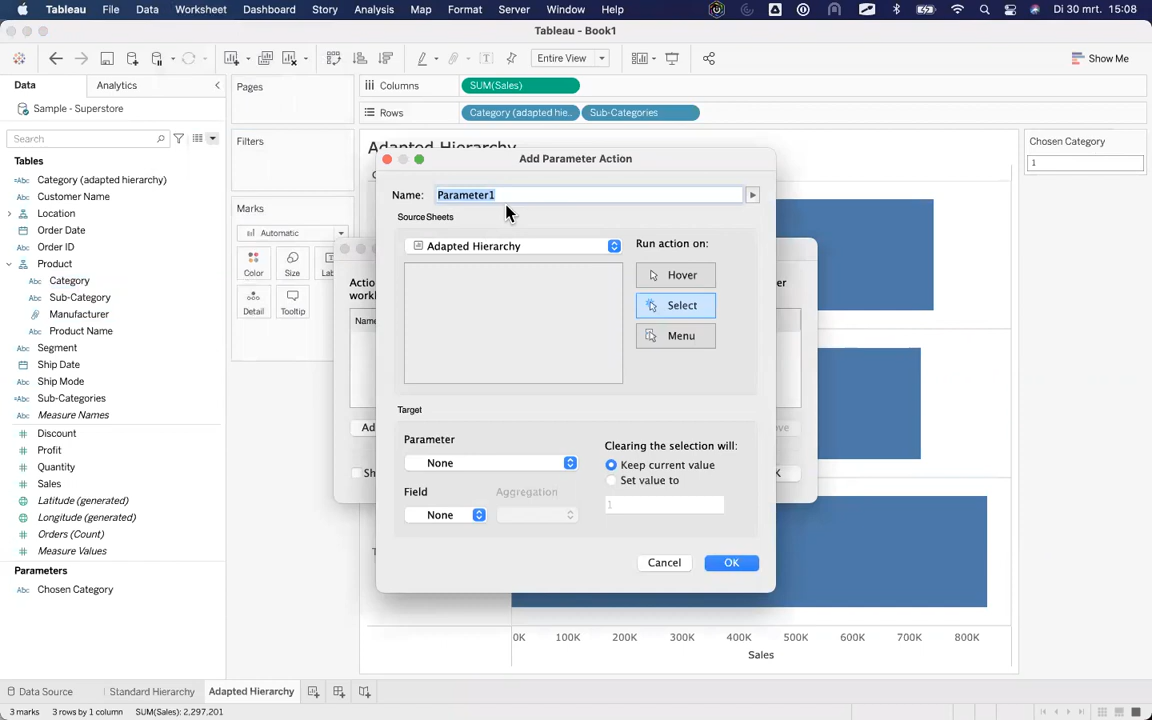 Tableau File Data Worksheet Dashboard Story Analysis Map Format Server Window Help Di 30 mrt. 15:08
Tableau - Book1
Entire View Show Me
Data Analytics
Pages
Columns SUM(Sales)
Sample - Superstore
Rows Category (adapted hie.. Sub-Categories
Search
Filters
Adapted Hierarchy
Chosen Category
1
Tables
Category (adapted hierarchy)
Customer Name
Location
Order Date
Order ID
Product
Category
Sub-Category
Manufacturer
Product Name
Segment
Ship Date
Ship Mode
Sub-Categories
Measure Names
Discount
Profit
Quantity
Sales
Latitude (generated)
Longitude (generated)
Orders (Count)
Measure Values
Parameters
Chosen Category
Marks
Automatic
Color Size
Detail Tooltip
Add Parameter Action
Name: Parameter1
Source Sheets
Adapted Hierarchy
Run action on:
Hover
Select
Menu
Target
Parameter
None
Field Aggregation
None
Clearing the selection will:
Keep current value
Set value to
1
Cancel OK
0K 100K 200K 300K 400K 500K 600K 700K 800K
Sales
Data Source Standard Hierarchy Adapted Hierarchy
3 marks 3 rows by 1 column SUM(Sales): 2,297,201